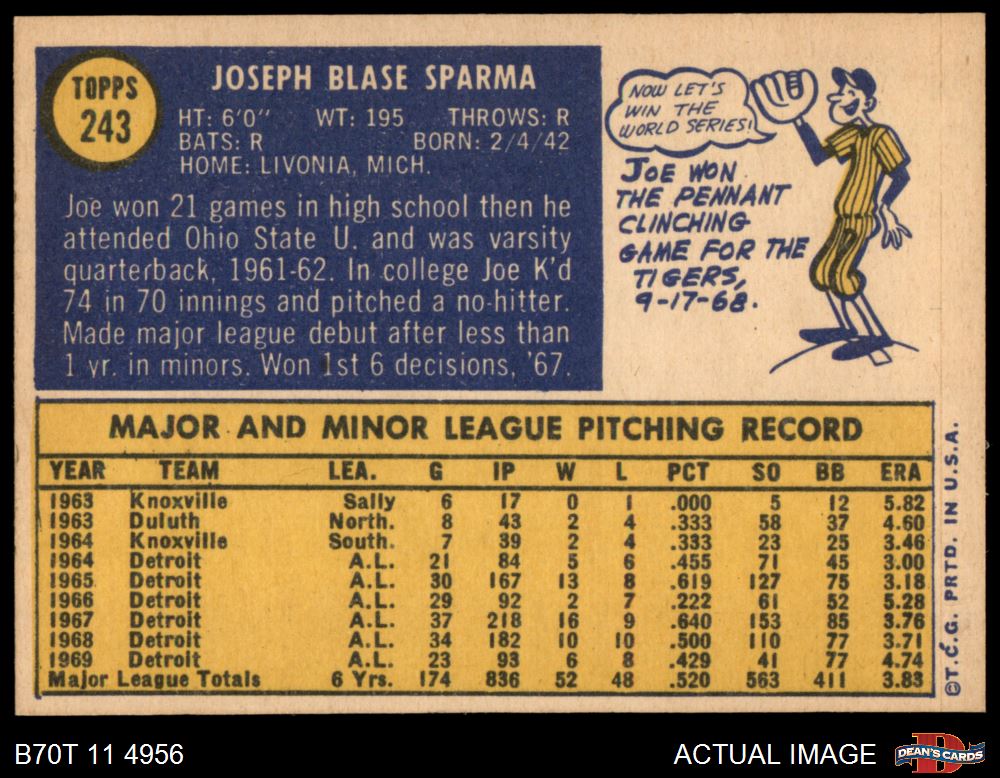 TOPPS
243
JOSEPH BLASE SPARMA
HT: 6'0" WT: 195 THROWS: R
BATS: R BORN: 2/4/42
HOME: LIVONIA, MICH.
Joe won 21 games in high school then he
attended Ohio State U. and was varsity
quarterback, 1961-62. In college Joe K'd
74 in 70 innings and pitched a no-hitter.
Made major league debut after less than
1 yr. in minors. Won 1st 6 decisions, '67.
NOW LET'S
WIN THE
WORLD SERIES!
JOE WON
THE PENNANT
CLINCHING
GAME FOR THE
TIGERS,
9-17-68.
MAJOR AND MINOR LEAGUE PITCHING RECORD
YEAR TEAM LEA. G IP W L PCT SO BB ERA
1963 Knoxville Sally 6 17 0 1 .000 5 12 5.82
1963 Duluth North. 8 43 2 4 .333 58 37 4.60
1964 Knoxville South. 7 39 2 4 .333 23 25 3.46
1964 Detroit A.L. 21 84 5 6 .455 71 45 3.00
1965 Detroit A.L. 30 167 13 8 .619 127 75 3.18
1966 Detroit A.L. 29 92 2 7 .222 61 52 5.28
1967 Detroit A.L. 37 218 16 9 .640 153 85 3.76
1968 Detroit A.L. 34 182 10 10 .500 110 77 3.71
1969 Detroit A.L. 23 93 6 8 .429 41 77 4.74
Major League Totals 6 Yrs. 174 836 52 48 .520 563 411 3.83
©T.C.G. PRTD. IN U.S.A.
B70T 11 4956
ACTUAL IMAGE
DEAN'S CARDS